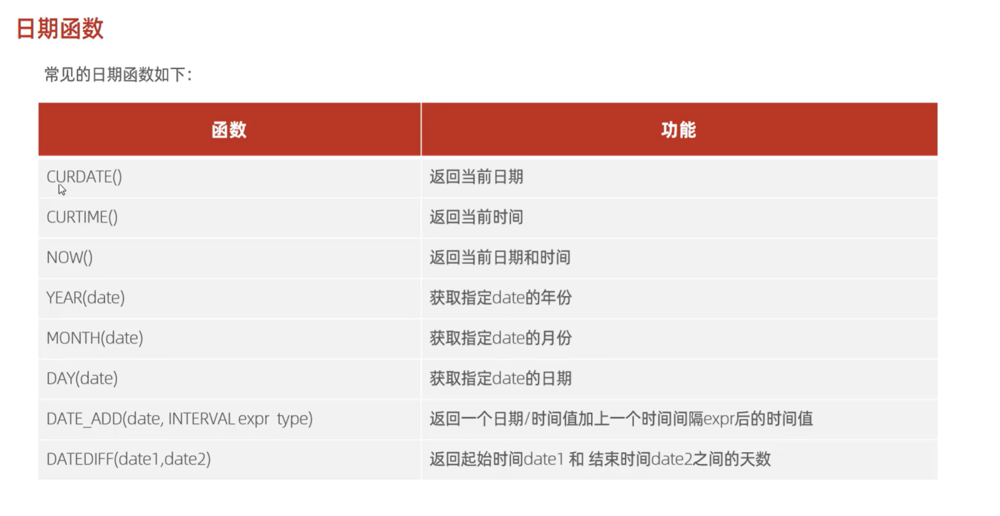 日期函数
常见的日期函数如下：
函数 功能
CURDATE() 返回当前日期
CURTIME() 返回当前时间
NOW() 返回当前日期和时间
YEAR(date) 获取指定date的年份
MONTH(date) 获取指定date的月份
DAY(date) 获取指定date的日期
DATE_ADD(date, INTERVAL expr type) 返回一个日期/时间值加上一个时间间隔expr后的时间值
DATEDIFF(date1,date2) 返回起始时间date1 和 结束时间date2之间的天数